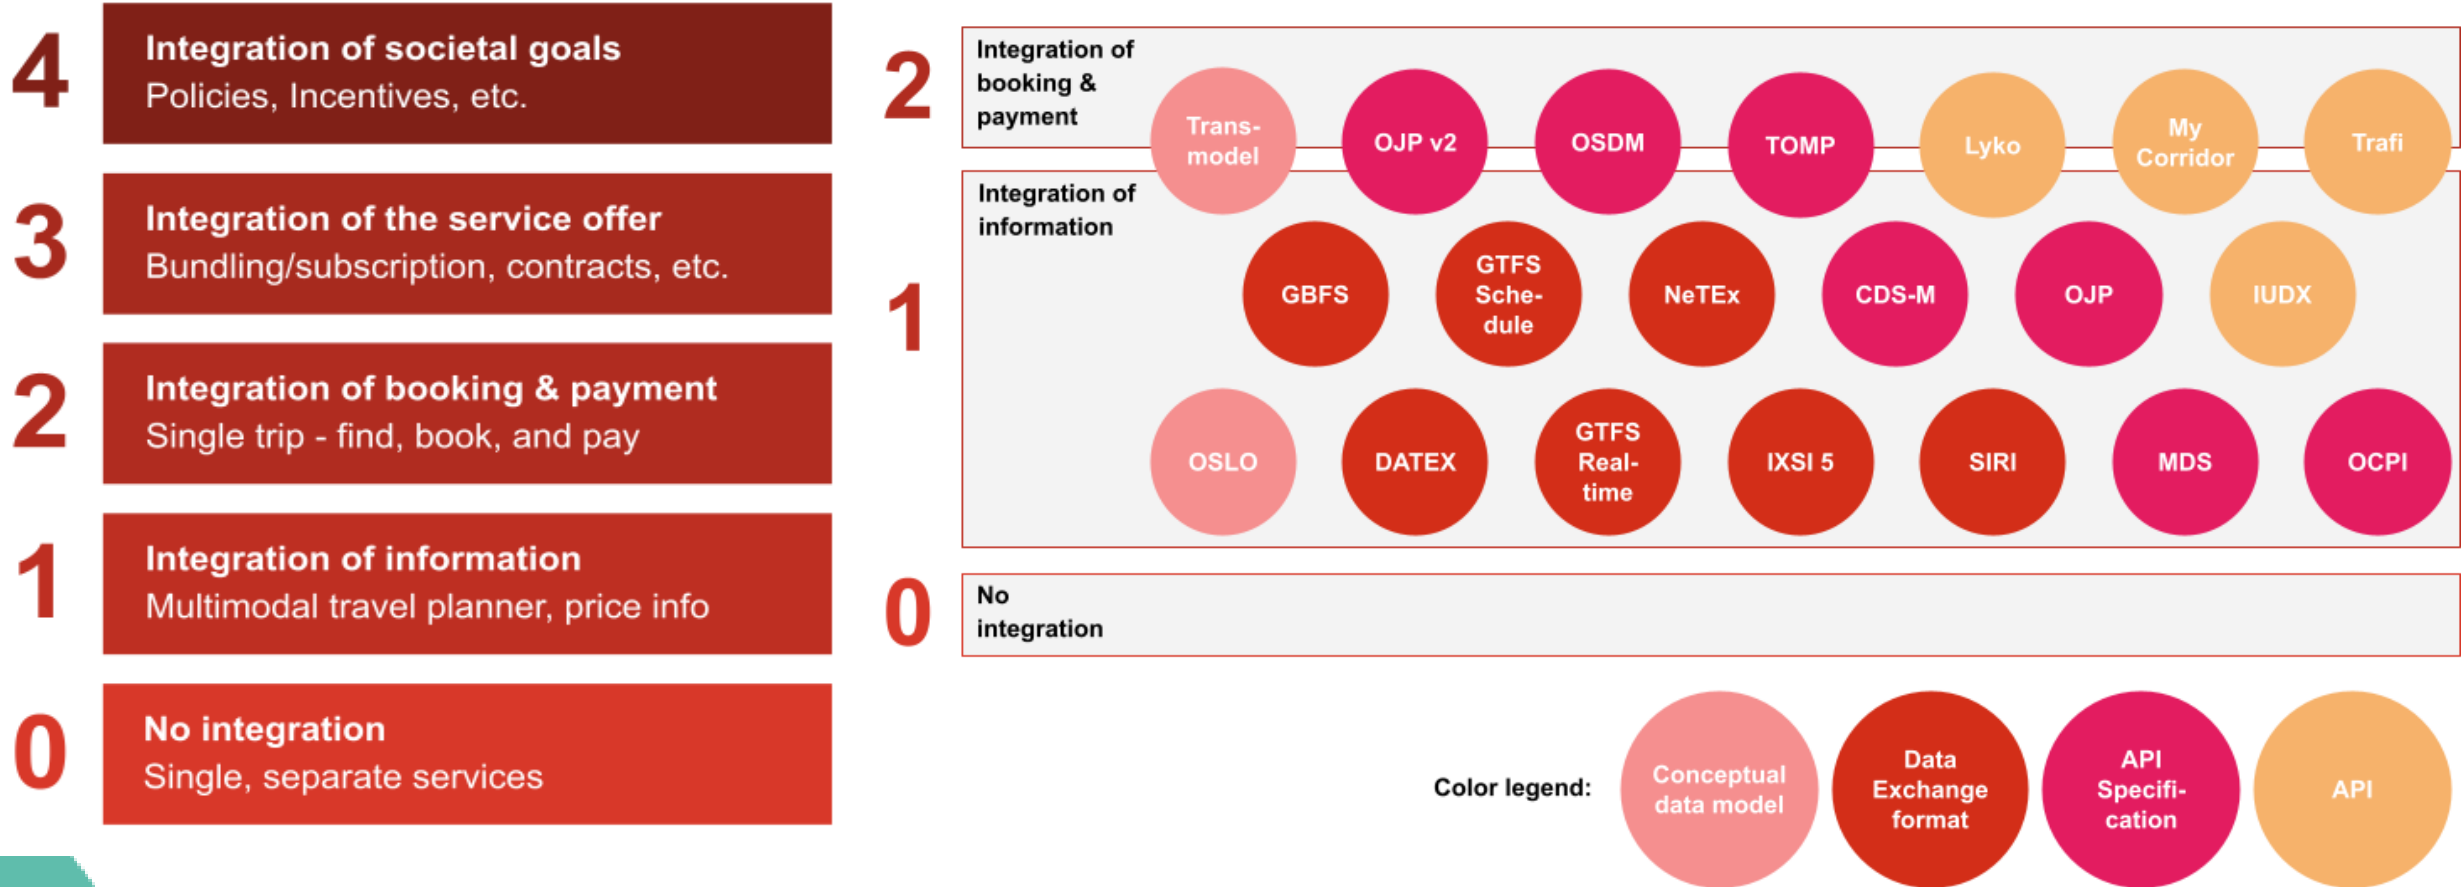 4
Integration of societal goals
Policies, Incentives, etc.
3
Integration of the service offer
Bundling/subscription, contracts, etc.
2
Integration of booking & payment
Single trip - find, book, and pay
1
Integration of information
Multimodal travel planner, price info
0
No integration
Single, separate services
2
Integration of
booking &
payment
Trans-
model
OJP v2
OSDM
TOMP
Lyko
My
Corridor
Trafi
1
Integration of
information
GBFS
GTFS
Sche-
dule
NeTEx
CDS-M
OJP
IUDX
OSLO
DATEX
GTFS
Real-
time
IXSI 5
SIRI
MDS
OCPI
0
No
integration
Color legend:
Conceptual
data model
Data
Exchange
format
API
Specifi-
cation
API